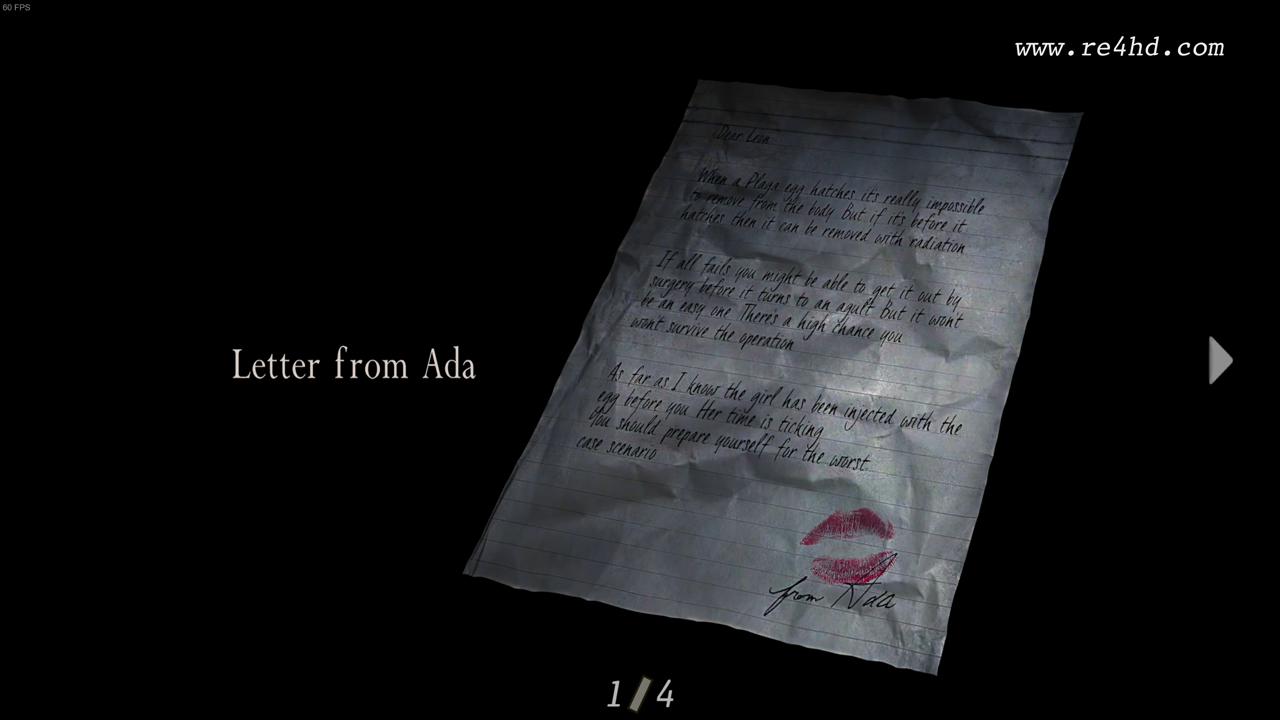 60 FPS
www.re4hd.com
Dear Leon
When a Plaga egg hatches it's really impossible
to remove from the body But if it's before it
hatches then it can be removed with radiation
If all fails you might be able to get it out by
surgery before it turns to an agult But it won't
be an easy one There's a high chance you
won't survive the operation
As far as I know the girl has been injected with the
egg before you Her time is ticking
You should prepare yourself for the worst
case scenario
from Ada
Letter from Ada
1/4